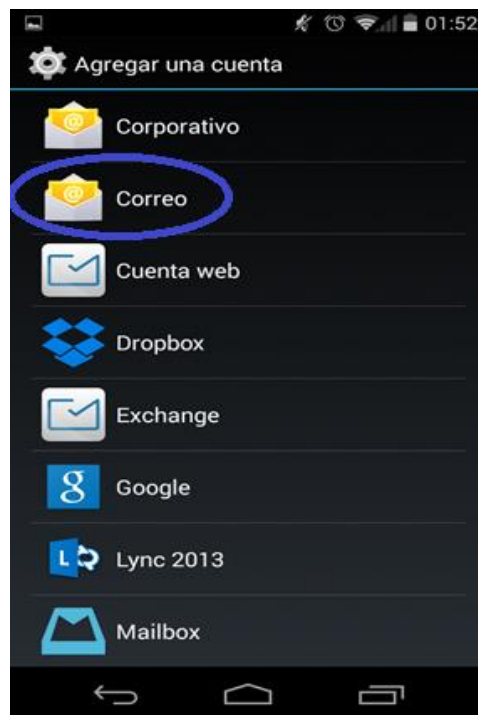 01:52
Agregar una cuenta
@ Corporativo
@ Correo
Cuenta web
Dropbox
Exchange
g Google
L Lync 2013
Mailbox